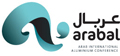 عربال
arabal
ARAB INTERNATIONAL
ALUMINIUM CONFERENCE